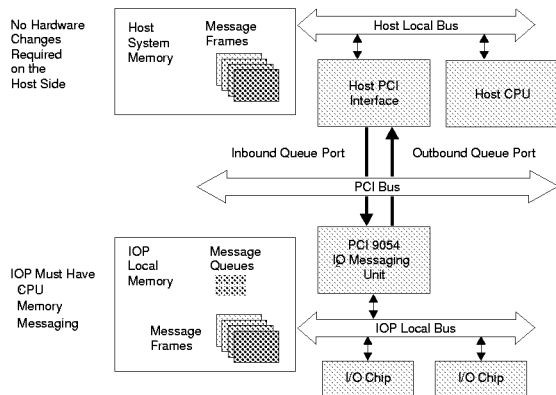 No Hardware
Changes
Required
on the
Host Side
Host
System
Memory
Message
Frames
Host Local Bus
Host PCI
Interface
Host CPU
Inbound Queue Port
Outbound Queue Port
PCI Bus
IOP Must Have
CPU
Memory
Messaging
IOP
Local
Memory
Message
Queues
Message
Frames
PCI 9054
I2O Messaging
Unit
IOP Local Bus
I/O Chip
I/O Chip